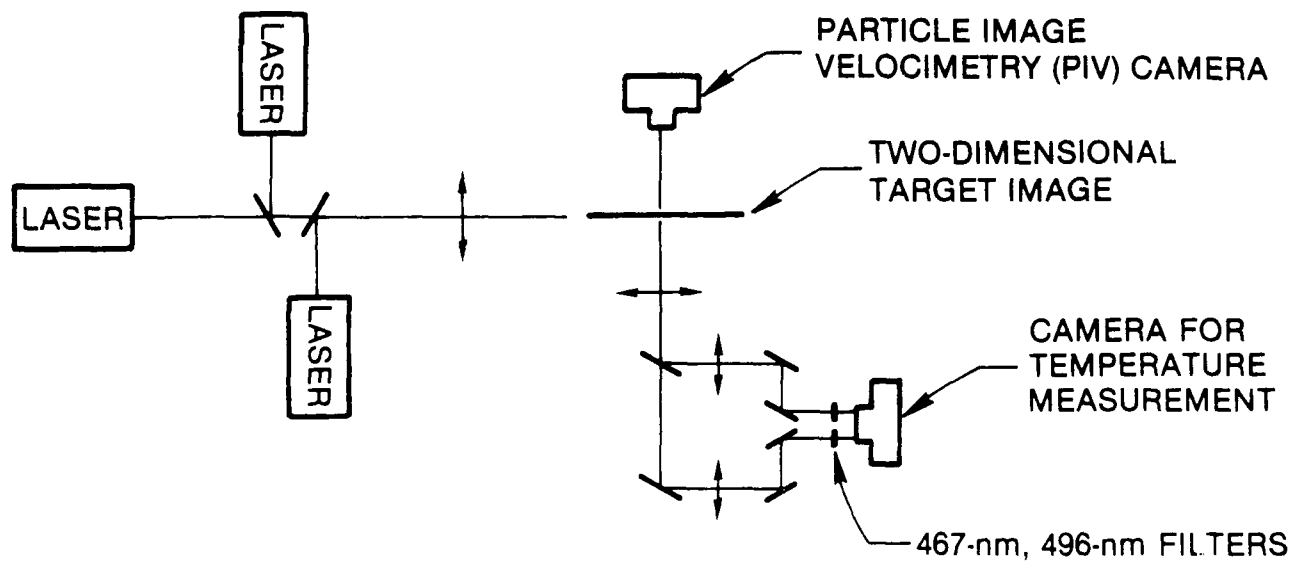 LASER
LASER
LASER
PARTICLE IMAGE
VELOCIMETRY (PIV) CAMERA
TWO-DIMENSIONAL
TARGET IMAGE
CAMERA FOR
TEMPERATURE
MEASUREMENT
467-nm, 496-nm FILTERS